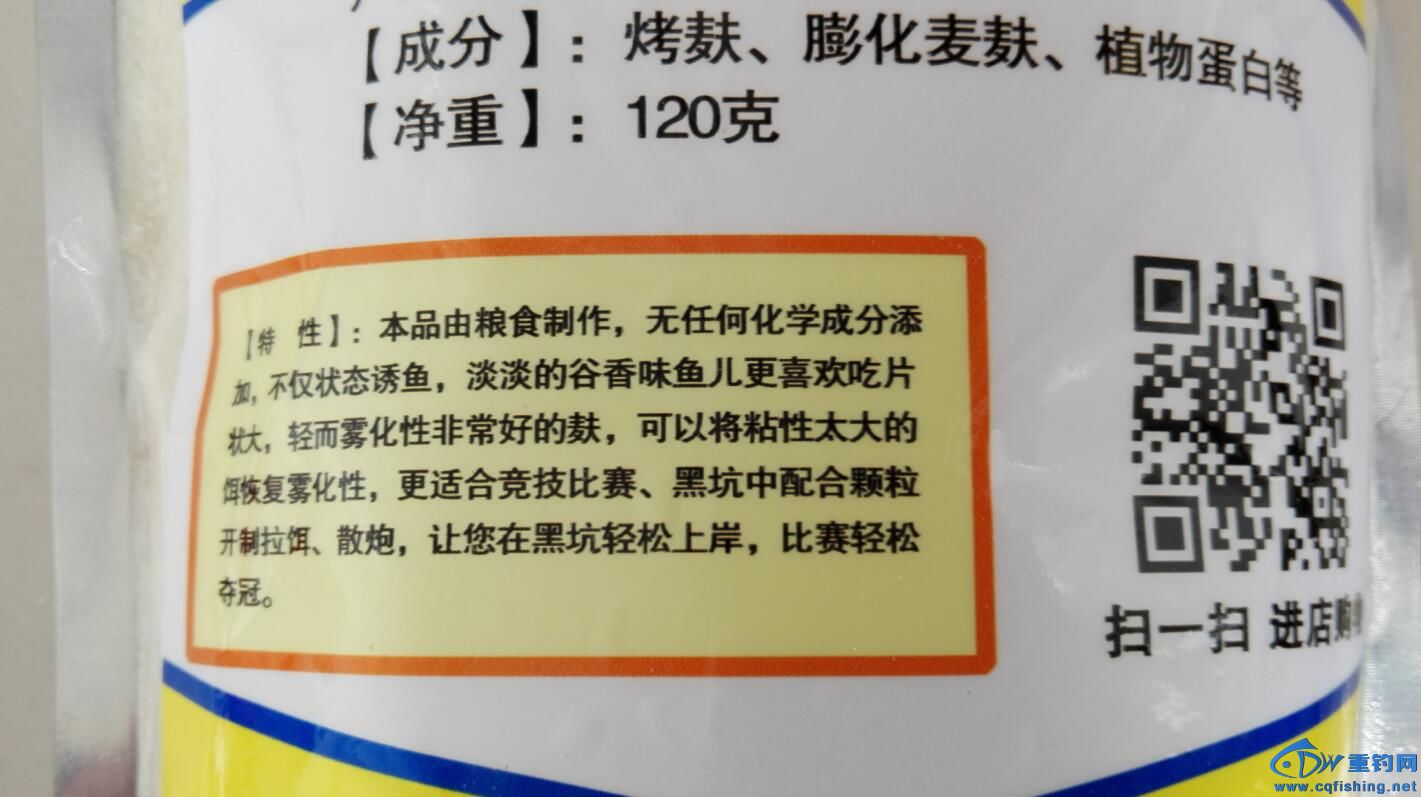 【成分】：烤麸、膨化麦麸、植物蛋白等
【净重】：120克
【特 性】：本品由粮食制作，无任何化学成分添
加，不仅状态诱鱼，淡淡的谷香味鱼儿更喜欢吃片
状大，轻而雾化性非常好的麸，可以将粘性太大的
饵恢复雾化性，更适合竞技比赛、黑坑中配合颗粒
开制拉饵、散炮，让您在黑坑轻松上岸，比赛轻松
夺冠。
扫一扫 进店购
重钓网
www.cqfishing.net